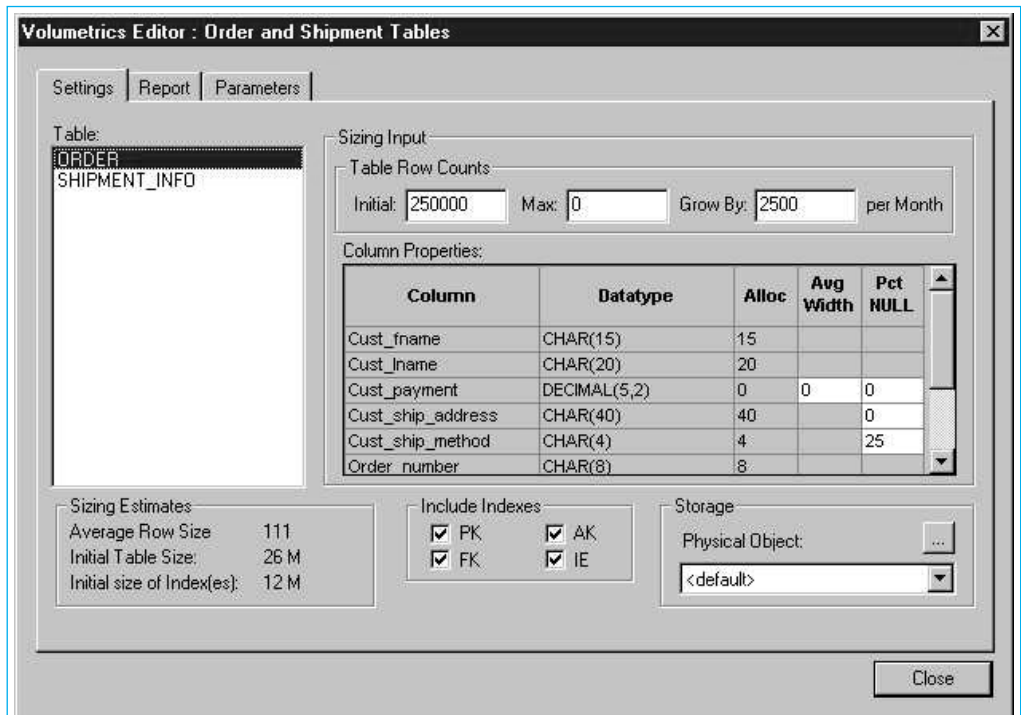 Volumetrics Editor : Order and Shipment Tables
Settings Report Parameters
Table:
ORDER
SHIPMENT_INFO
Sizing Input
Table Row Counts
Initial: 250000 Max: 0 Grow By: 2500 per Month
Column Properties:
Column Datatype Alloc Avg Width Pct NULL
Cust_fname CHAR(15) 15
Cust_lname CHAR(20) 20
Cust_payment DECIMAL(5,2) 0 0 0
Cust_ship_address CHAR(40) 40 0
Cust_ship_method CHAR(4) 4 25
Order_number CHAR(8) 8
Sizing Estimates
Average Row Size 111
Initial Table Size: 26 M
Initial size of Index(es): 12 M
Include Indexes
PK AK
FK IE
Storage
Physical Object: ...
<default>
Close